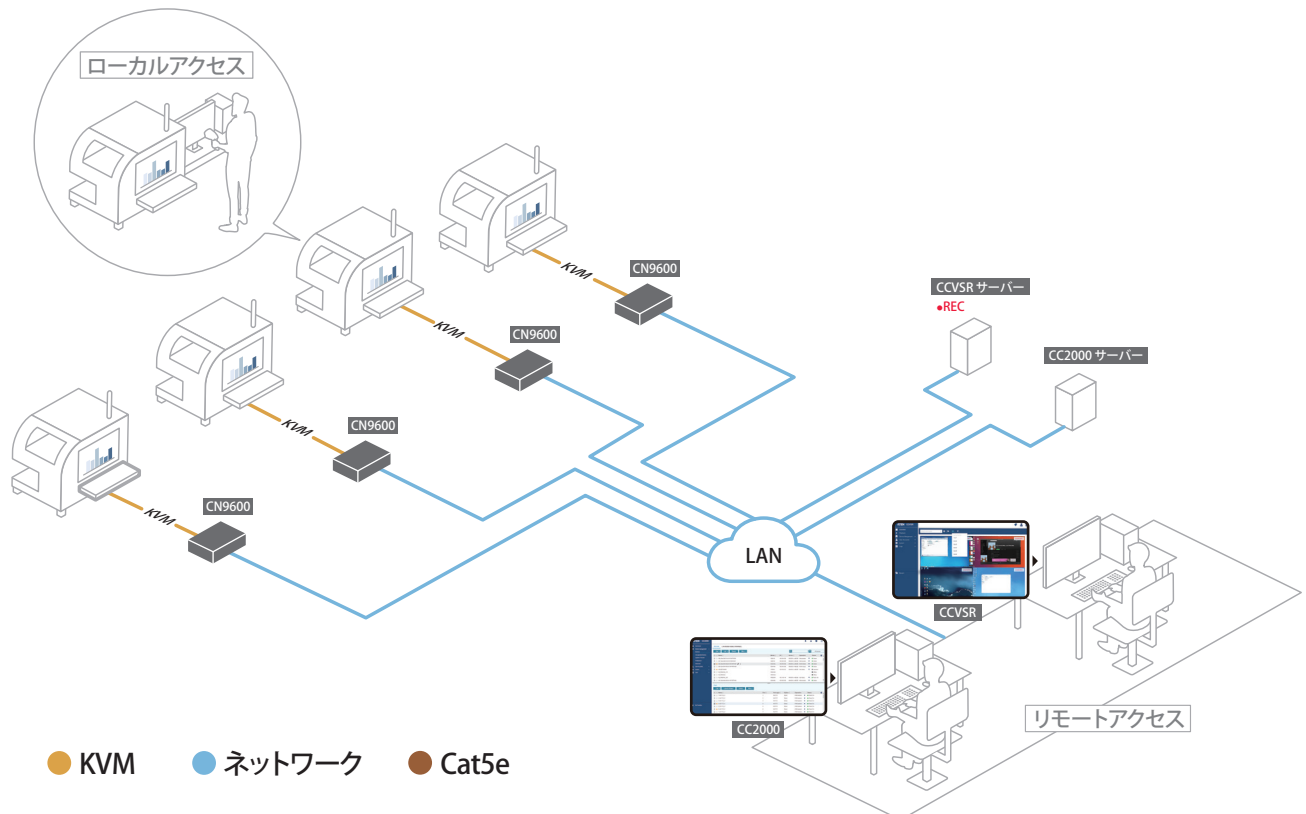 ローカルアクセス
KVM
CN9600
KVM
CN9600
KVM
CN9600
KVM
CN9600
CCVSR サーバー
●REC
CC2000 サーバー
LAN
CCVSR
CC2000
リモートアクセス
KVM
ネットワーク
Cat5e